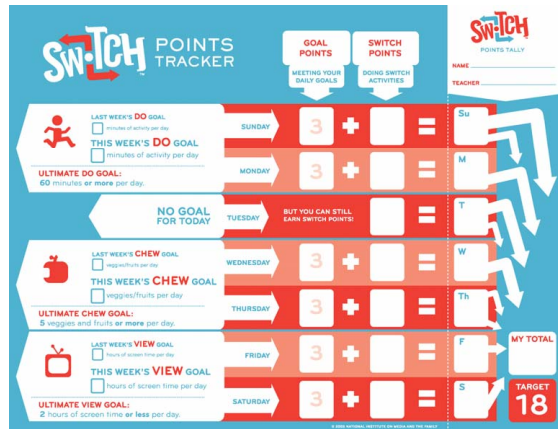 SWITCH
POINTS
TRACKER
GOAL
POINTS
SWITCH
POINTS
MEETING YOUR
DAILY GOALS
DOING SWITCH
ACTIVITIES
SWITCH
POINTS TALLY
NAME
TEACHER
LAST WEEK'S DO GOAL
minutes of activity per day
THIS WEEK'S DO GOAL
minutes of activity per day
ULTIMATE DO GOAL:
60 minutes or more per day.
SUNDAY
3 + =
Su
MONDAY
3 + =
M
NO GOAL
FOR TODAY
TUESDAY
BUT YOU CAN STILL
EARN SWITCH POINTS!
=
T
LAST WEEK'S CHEW GOAL
veggies/fruits per day
THIS WEEK'S CHEW GOAL
veggies/fruits per day
ULTIMATE CHEW GOAL:
5 veggies and fruits or more per day.
WEDNESDAY
3 + =
W
THURSDAY
3 + =
Th
LAST WEEK'S VIEW GOAL
hours of screen time per day
THIS WEEK'S VIEW GOAL
hours of screen time per day
ULTIMATE VIEW GOAL:
2 hours of screen time or less per day.
FRIDAY
3 + =
F
SATURDAY
3 + =
S
MY TOTAL
TARGET
18
NATIONAL INSTITUTE ON MEDIA AND THE FAMILY